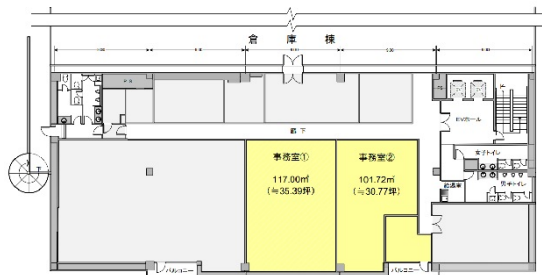 倉庫棟
EVホール
廊下
女子トイレ
事務室①
117.00㎡
(≒35.39坪)
事務室②
101.72㎡
(≒30.77坪)
給湯室
男子トイレ
バルコニー
バルコニー